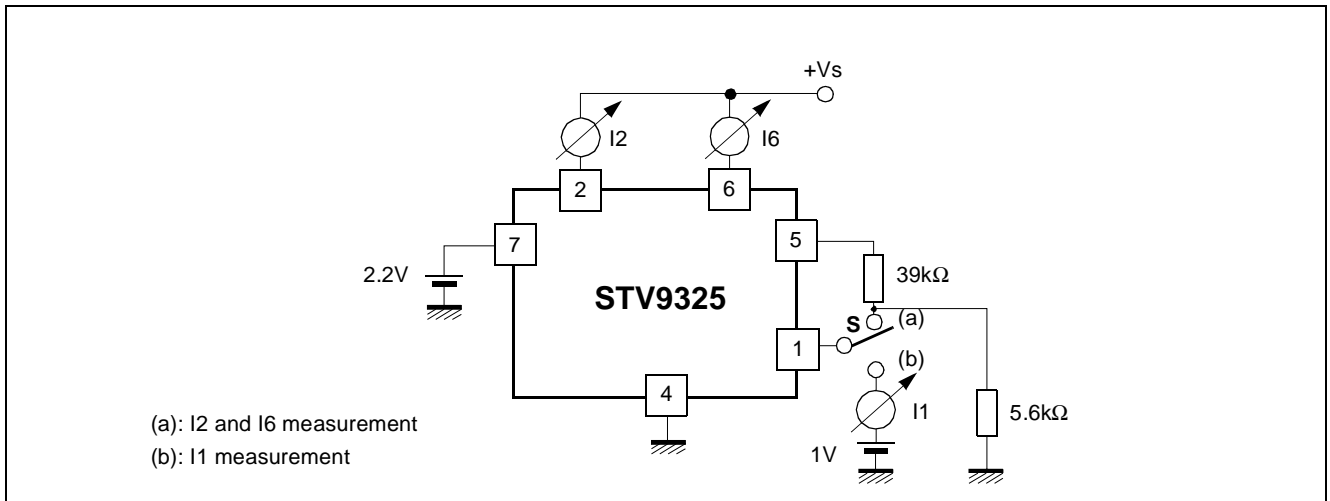 +Vs
I2
I6
2
6
7
5
2.2V
39kΩ
STV9325
S
(a)
1
(b)
4
I1
5.6kΩ
(a): I2 and I6 measurement
(b): I1 measurement
1V